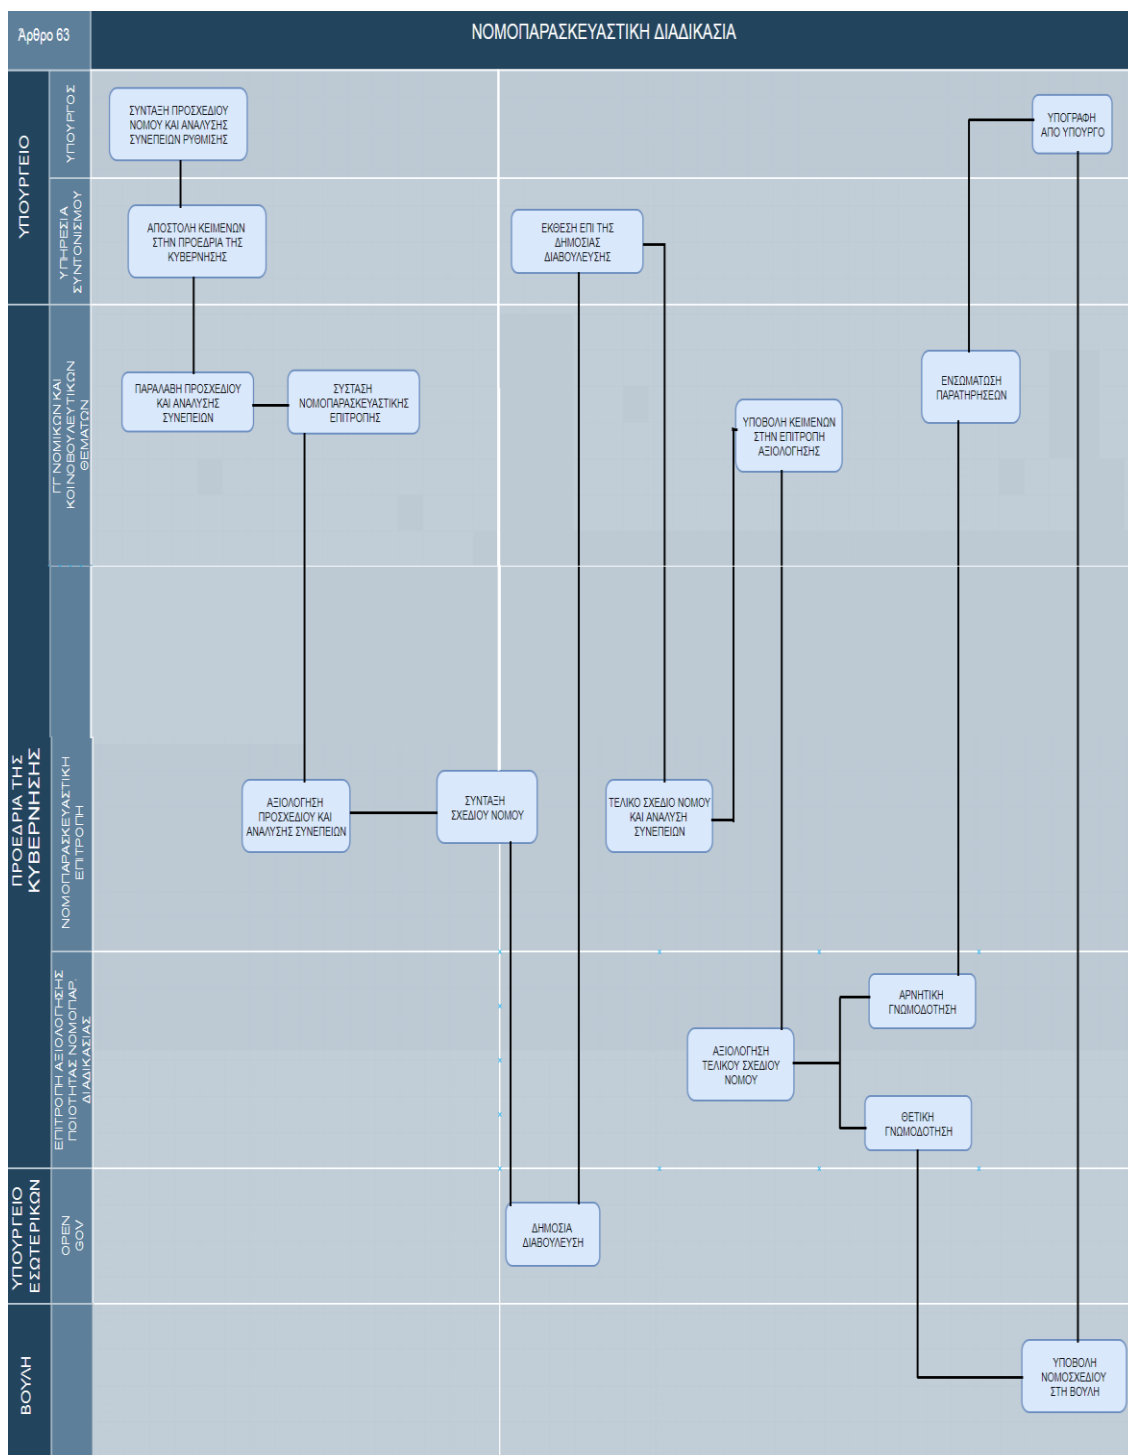 Άρθρο 63
ΝΟΜΟΠΑΡΑΣΚΕΥΑΣΤΙΚΗ ΔΙΑΔΙΚΑΣΙΑ
ΥΠΟΥΡΓΕΙΟ
ΥΠΟΥΡΓΟΣ
ΣΥΝΤΑΞΗ ΠΡΟΣΧΕΔΙΟΥ
ΝΟΜΟΥ ΚΑΙ ΑΝΑΛΥΣΗΣ
ΣΥΝΕΠΕΙΩΝ ΡΥΘΜΙΣΗΣ
ΥΠΟΓΡΑΦΗ
ΑΠΟ ΥΠΟΥΡΓΟ
ΥΠΗΡΕΣΙΑ
ΣΥΝΤΟΝΙΣΜΟΥ
ΑΠΟΣΤΟΛΗ ΚΕΙΜΕΝΩΝ
ΣΤΗΝ ΠΡΟΕΔΡΙΑ ΤΗΣ
ΚΥΒΕΡΝΗΣΗΣ
ΕΚΘΕΣΗ ΕΠΙ ΤΗΣ
ΔΗΜΟΣΙΑΣ
ΔΙΑΒΟΥΛΕΥΣΗΣ
ΠΡΟΕΔΡΙΑ ΤΗΣ
ΚΥΒΕΡΝΗΣΗΣ
ΓΓ ΝΟΜΙΚΩΝ ΚΑΙ
ΚΟΙΝΟΒΟΥΛΕΥΤΙΚΩΝ
ΘΕΜΑΤΩΝ
ΠΑΡΑΛΑΒΗ ΠΡΟΣΧΕΔΙΟΥ
ΚΑΙ ΑΝΑΛΥΣΗΣ
ΣΥΝΕΠΕΙΩΝ
ΣΥΣΤΑΣΗ
ΝΟΜΟΠΑΡΑΣΚΕΥΑΣΤΙΚΗΣ
ΕΠΙΤΡΟΠΗΣ
ΥΠΟΒΟΛΗ ΚΕΙΜΕΝΩΝ
ΣΤΗΝ ΕΠΙΤΡΟΠΗ
ΑΞΙΟΛΟΓΗΣΗΣ
ΕΝΣΩΜΑΤΩΣΗ
ΠΑΡΑΤΗΡΗΣΕΩΝ
ΝΟΜΟΠΑΡΑΣΚΕΥΑΣΤΙΚΗ
ΕΠΙΤΡΟΠΗ
ΑΞΙΟΛΟΓΗΣΗ
ΠΡΟΣΧΕΔΙΟΥ ΚΑΙ
ΑΝΑΛΥΣΗΣ ΣΥΝΕΠΕΙΩΝ
ΣΥΝΤΑΞΗ
ΣΧΕΔΙΟΥ ΝΟΜΟΥ
ΤΕΛΙΚΟ ΣΧΕΔΙΟ ΝΟΜΟΥ
ΚΑΙ ΑΝΑΛΥΣΗ
ΣΥΝΕΠΕΙΩΝ
ΕΠΙΤΡΟΠΗ ΑΞΙΟΛΟΓΗΣΗΣ
ΠΟΙΟΤΗΤΑΣ ΝΟΜΟΠΑΡ.
ΔΙΑΔΙΚΑΣΙΑΣ
ΑΞΙΟΛΟΓΗΣΗ
ΤΕΛΙΚΟΥ ΣΧΕΔΙΟΥ
ΝΟΜΟΥ
ΑΡΝΗΤΙΚΗ
ΓΝΩΜΟΔΟΤΗΣΗ
ΘΕΤΙΚΗ
ΓΝΩΜΟΔΟΤΗΣΗ
ΥΠΟΥΡΓΕΙΟ
ΕΣΩΤΕΡΙΚΩΝ
OPEN
GOV
ΔΗΜΟΣΙΑ
ΔΙΑΒΟΥΛΕΥΣΗ
ΒΟΥΛΗ
ΥΠΟΒΟΛΗ
ΝΟΜΟΣΧΕΔΙΟΥ
ΣΤΗ ΒΟΥΛΗ